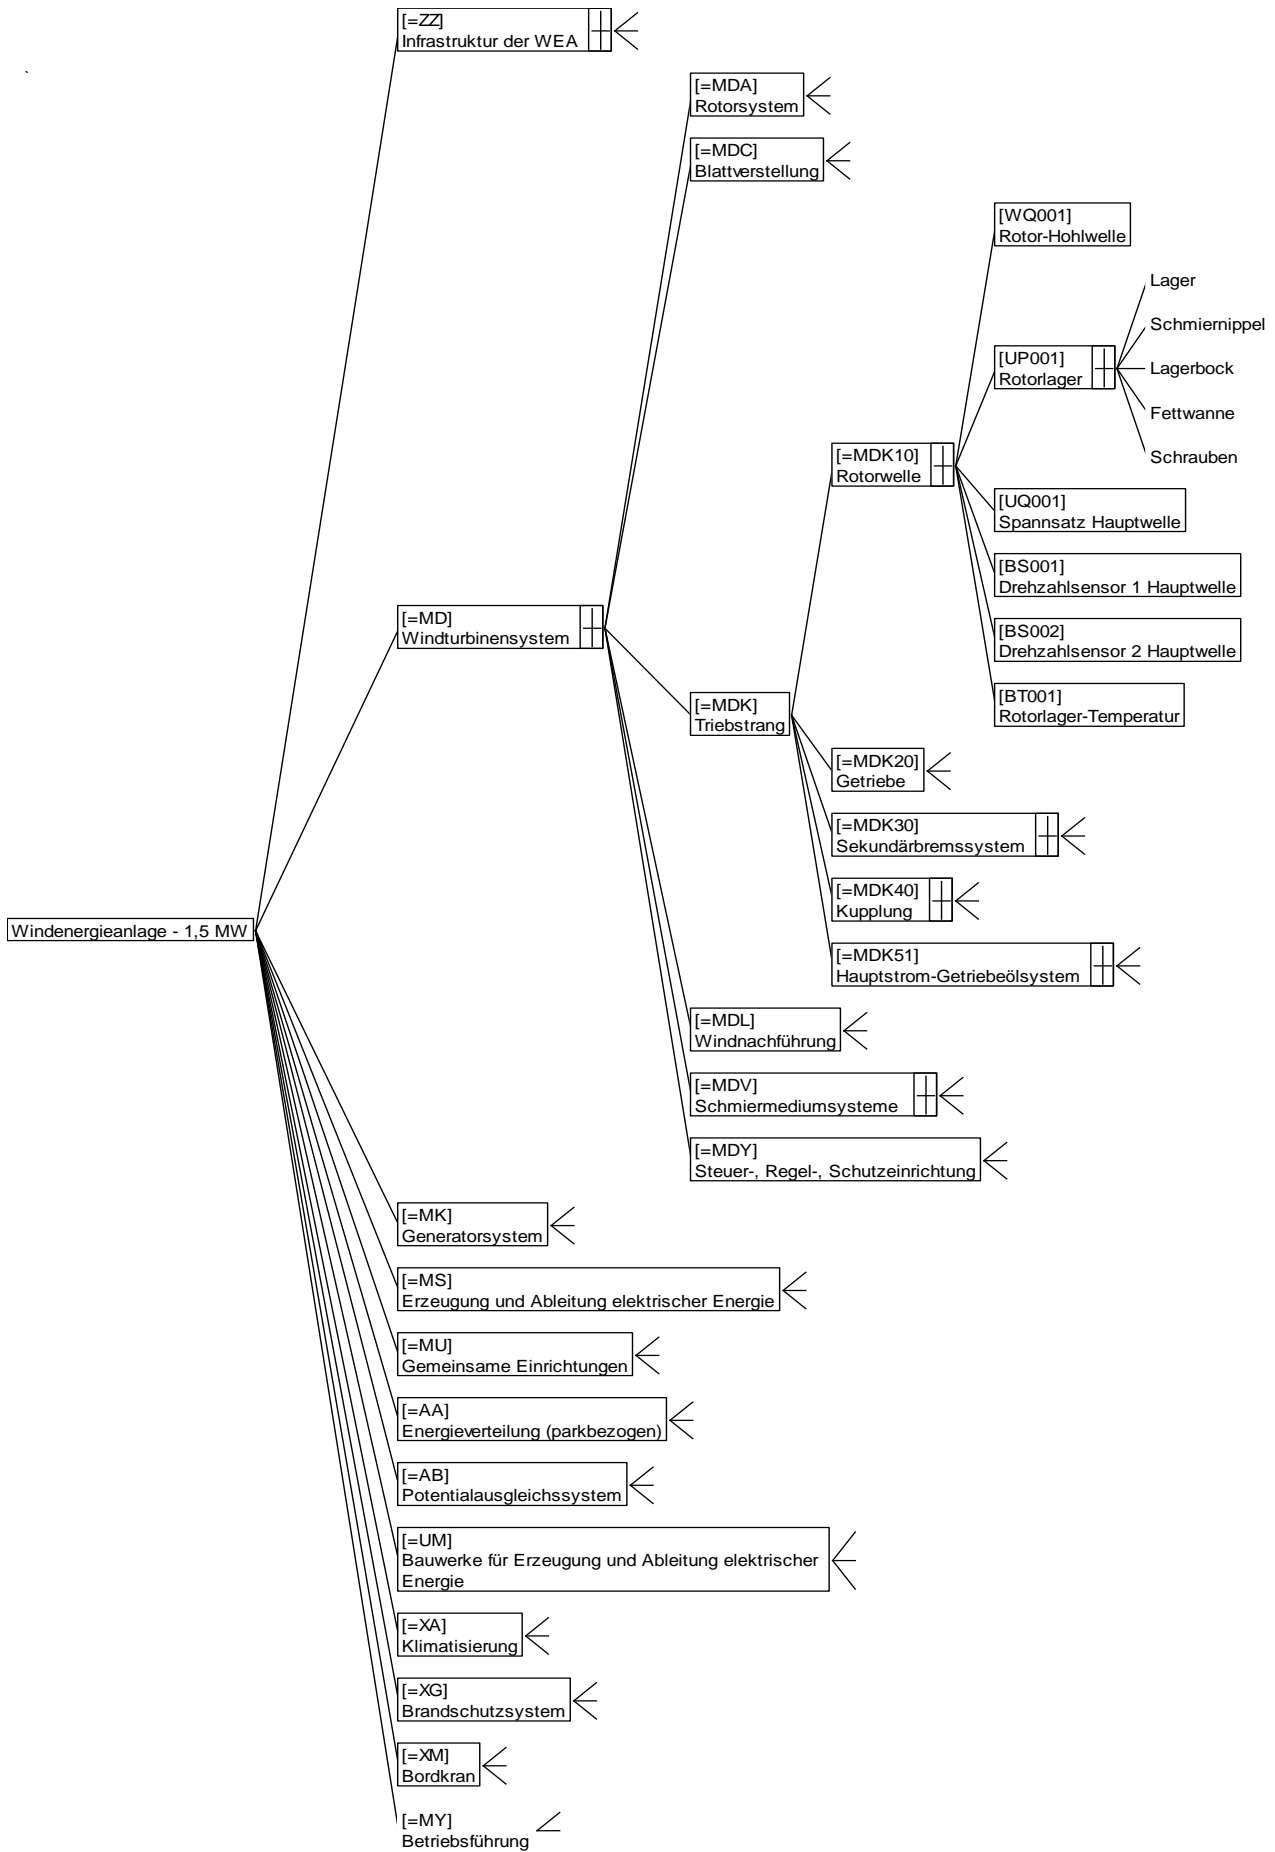 [=ZZ]
Infrastruktur der WEA
[=MDA]
Rotorsystem
[=MDC]
Blattverstellung
[WQ001]
Rotor-Hohlwelle
Lager
Schmiernippel
[UP001]
Rotorlager
Lagerbock
Fettwanne
Schrauben
[=MDK10]
Rotorwelle
[UQ001]
Spannsatz Hauptwelle
[BS001]
Drehzahlsensor 1 Hauptwelle
[=MD]
Windturbinensystem
[BS002]
Drehzahlsensor 2 Hauptwelle
[BT001]
Rotorlager-Temperatur
[=MDK]
Triebstrang
[=MDK20]
Getriebe
[=MDK30]
Sekundärbremssystem
[=MDK40]
Kupplung
Windenergieanlage - 1,5 MW
[=MDK51]
Hauptstrom-Getriebeölsystem
[=MDL]
Windnachführung
[=MDV]
Schmiermediumsysteme
[=MDY]
Steuer-, Regel-, Schutzeinrichtung
[=MK]
Generatorsystem
[=MS]
Erzeugung und Ableitung elektrischer Energie
[=MU]
Gemeinsame Einrichtungen
[=AA]
Energieverteilung (parkbezogen)
[=AB]
Potentialausgleichssystem
[=UM]
Bauwerke für Erzeugung und Ableitung elektrischer
Energie
[=XA]
Klimatisierung
[=XG]
Brandschutzsystem
[=XM]
Bordkran
[=MY]
Betriebsführung